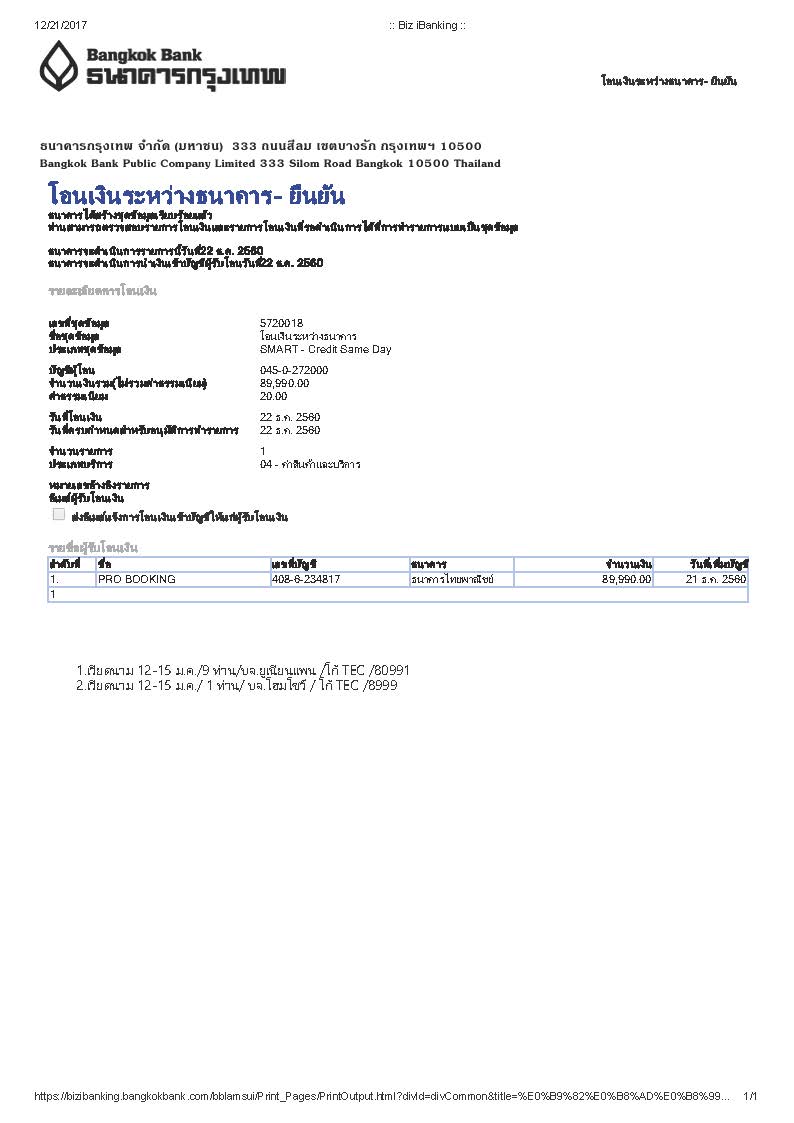 12/21/2017 :: Biz iBanking ::
Bangkok Bank
ธนาคารกรุงเทพ
โอนเงินระหว่างธนาคาร- ยืนยัน
ธนาคารกรุงเทพ จำกัด (มหาชน) 333 ถนนสีลม เขตบางรัก กรุงเทพฯ 10500
Bangkok Bank Public Company Limited 333 Silom Road Bangkok 10500 Thailand
โอนเงินระหว่างธนาคาร- ยืนยัน
ธนาคารได้สร้างชุดข้อมูลเรียบร้อยแล้ว
ท่านสามารถตรวจสอบรายการโอนเงินและรายการโอนเงินที่รอดำเนินการได้ที่การทำรายการแบบเป็นชุดข้อมูล
ธนาคารจะดำเนินการรายการนี้วันที่22 ธ.ค. 2560
ธนาคารจะดำเนินการนำเงินเข้าบัญชีผู้รับโอนวันที่22 ธ.ค. 2560
รายละเอียดการโอนเงิน
เลขที่ชุดข้อมูล 5720018
ชื่อชุดข้อมูล โอนเงินระหว่างธนาคาร
ประเภทชุดข้อมูล SMART - Credit Same Day
บัญชีผู้โอน 045-0-272000
จำนวนเงินรวม(ไม่รวมค่าธรรมเนียม) 89,990.00
ค่าธรรมเนียม 20.00
วันที่โอนเงิน 22 ธ.ค. 2560
วันที่ครบกำหนดสำหรับอนุมัติการทำรายการ 22 ธ.ค. 2560
จำนวนรายการ 1
ประเภทบริการ 04 - ค่าสินค้าและบริการ
หมายเลขอ้างอิงรายการ
อีเมลผู้รับโอนเงิน
ส่งอีเมลแจ้งการโอนเงินเข้าบัญชีให้แก่ผู้รับโอนเงิน
รายชื่อผู้รับโอนเงิน
ลำดับที่ ชื่อ เลขที่บัญชี ธนาคาร จำนวนเงิน วันที่เพิ่มบัญชี
1. PRO BOOKING 408-6-234817 ธนาคารไทยพาณิชย์ 89,990.00 21 ธ.ค. 2560
1
1.เวียดนาม 12-15 ม.ค./9 ท่าน/บจ.ยูเนียนแพน /โก้ TEC /80991
2.เวียดนาม 12-15 ม.ค./ 1 ท่าน/ บจ.โฮมโชว์ / โก้ TEC /8999
https://bizibanking.bangkokbank.com/bblamsui/Print_Pages/PrintOutput.html?divId=divCommon&title=%E0%B9%82%E0%B8%AD%E0%B8%99... 1/1